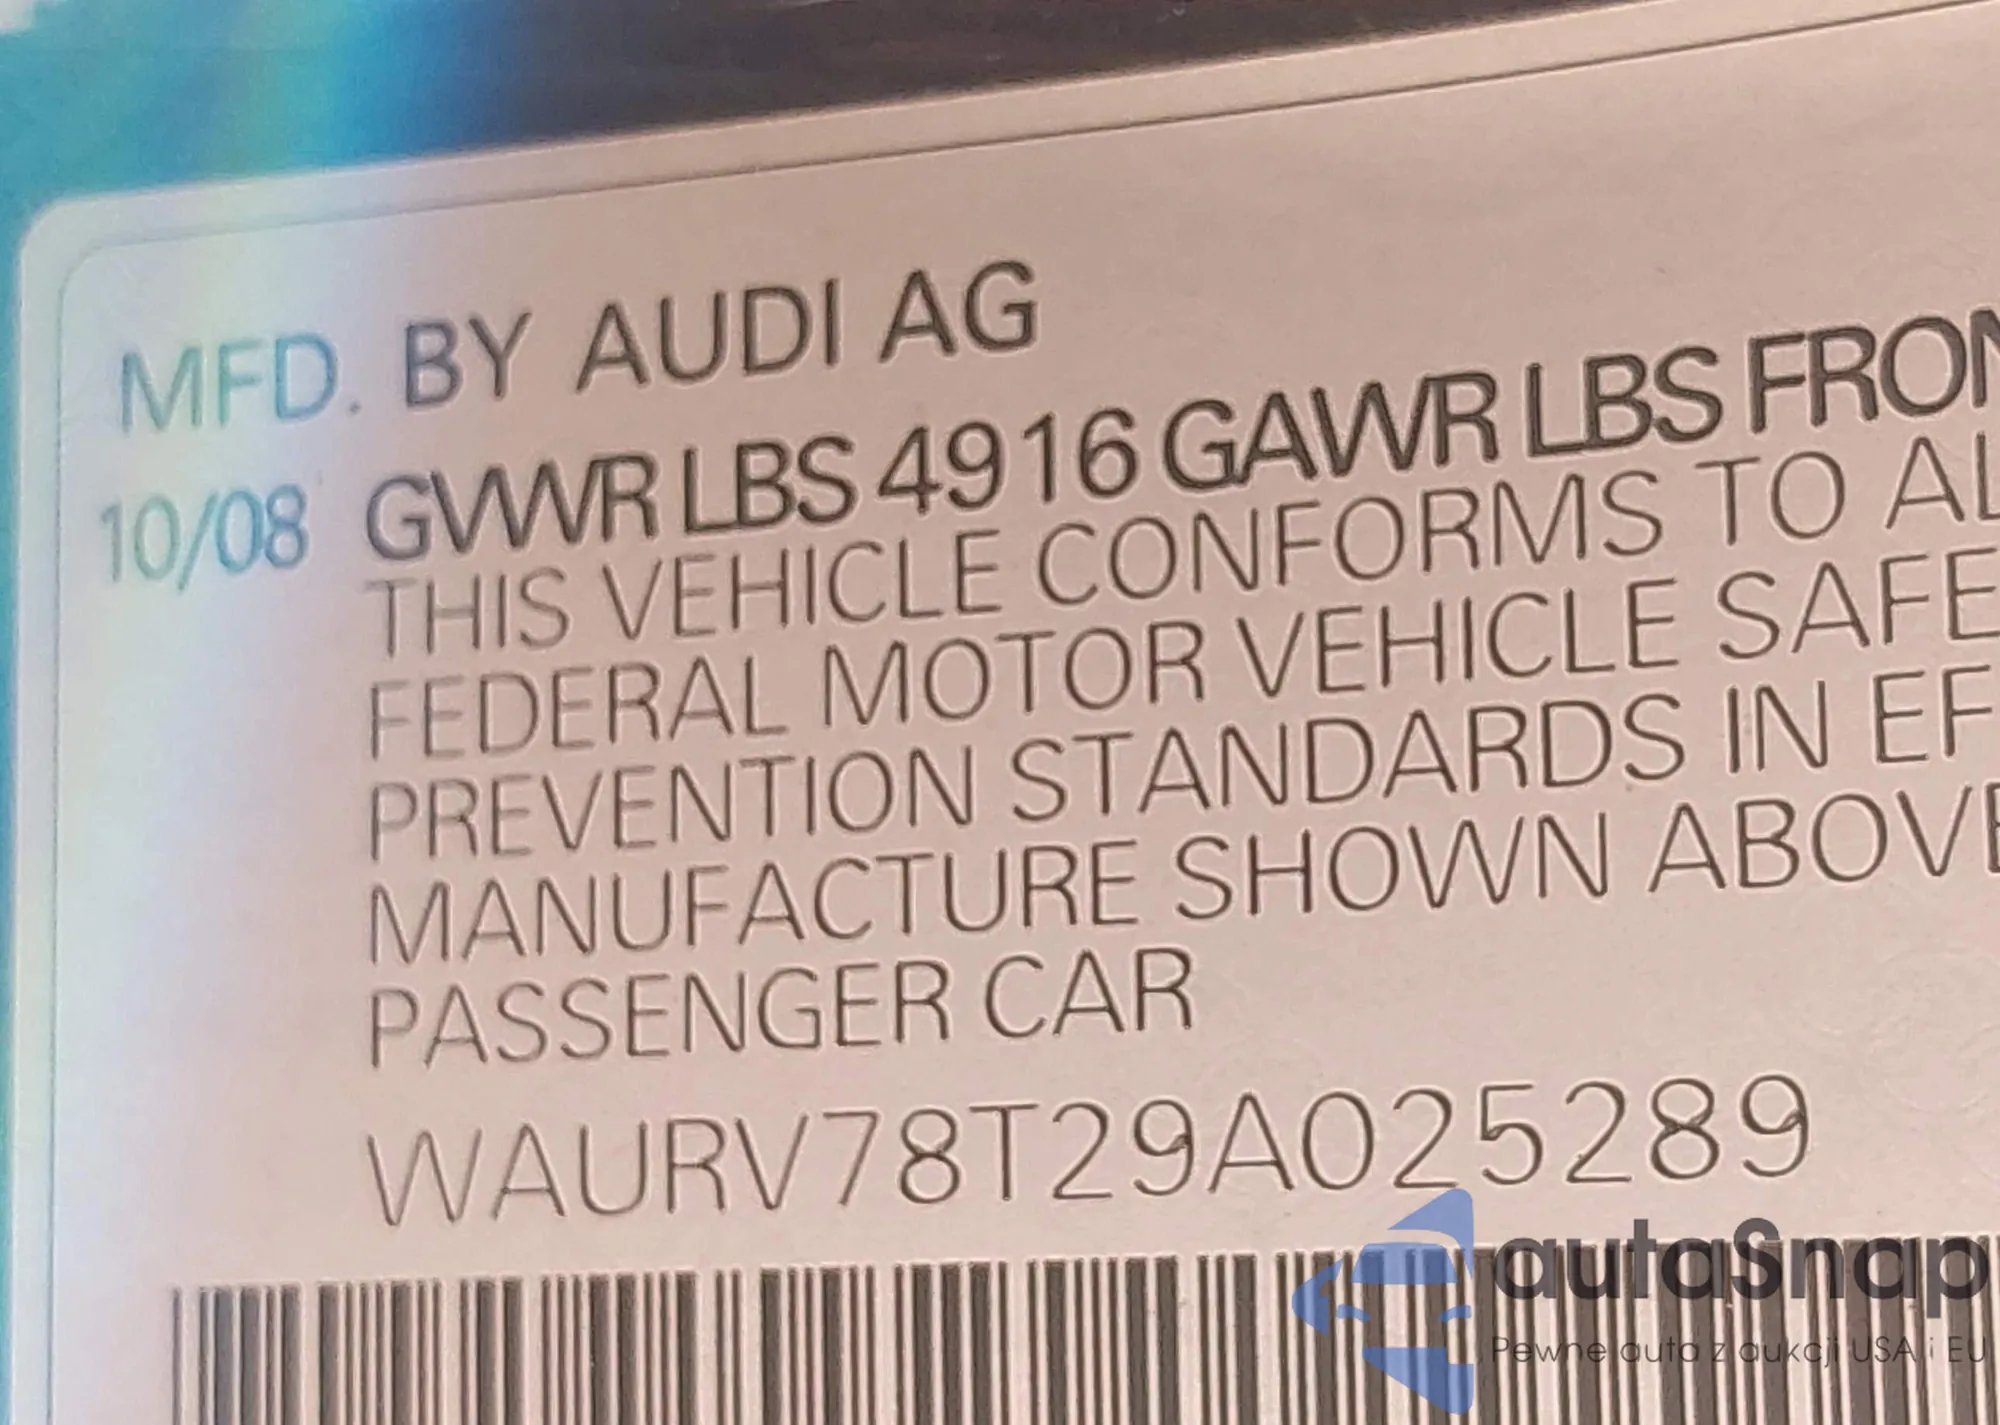 MFD. BY AUDI AG
10/08 GVWR LBS 4916 GAWR LBS FRON
THIS VEHICLE CONFORMS TO AL
FEDERAL MOTOR VEHICLE SAFE
PREVENTION STANDARDS IN EF
MANUFACTURE SHOWN ABOVE
PASSENGER CAR
WAURV78T29A025289
autaSnap
Pewne auta z aukcji USA i EU